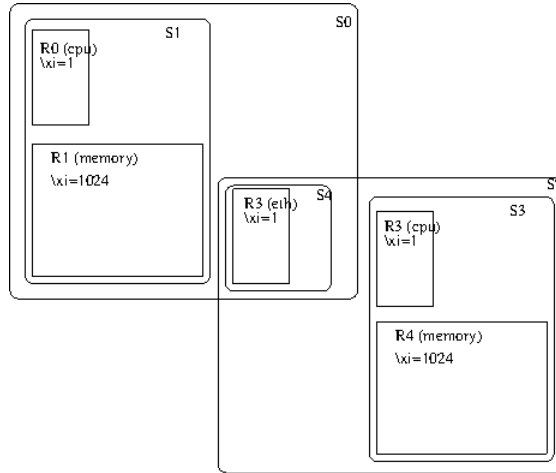 S0
S1
R0 (cpu)
\xi=1
R1 (memory)
\xi=1024
S4
R3 (eth)
\xi=1
S3
R3 (cpu)
\xi=1
R4 (memory)
\xi=1024